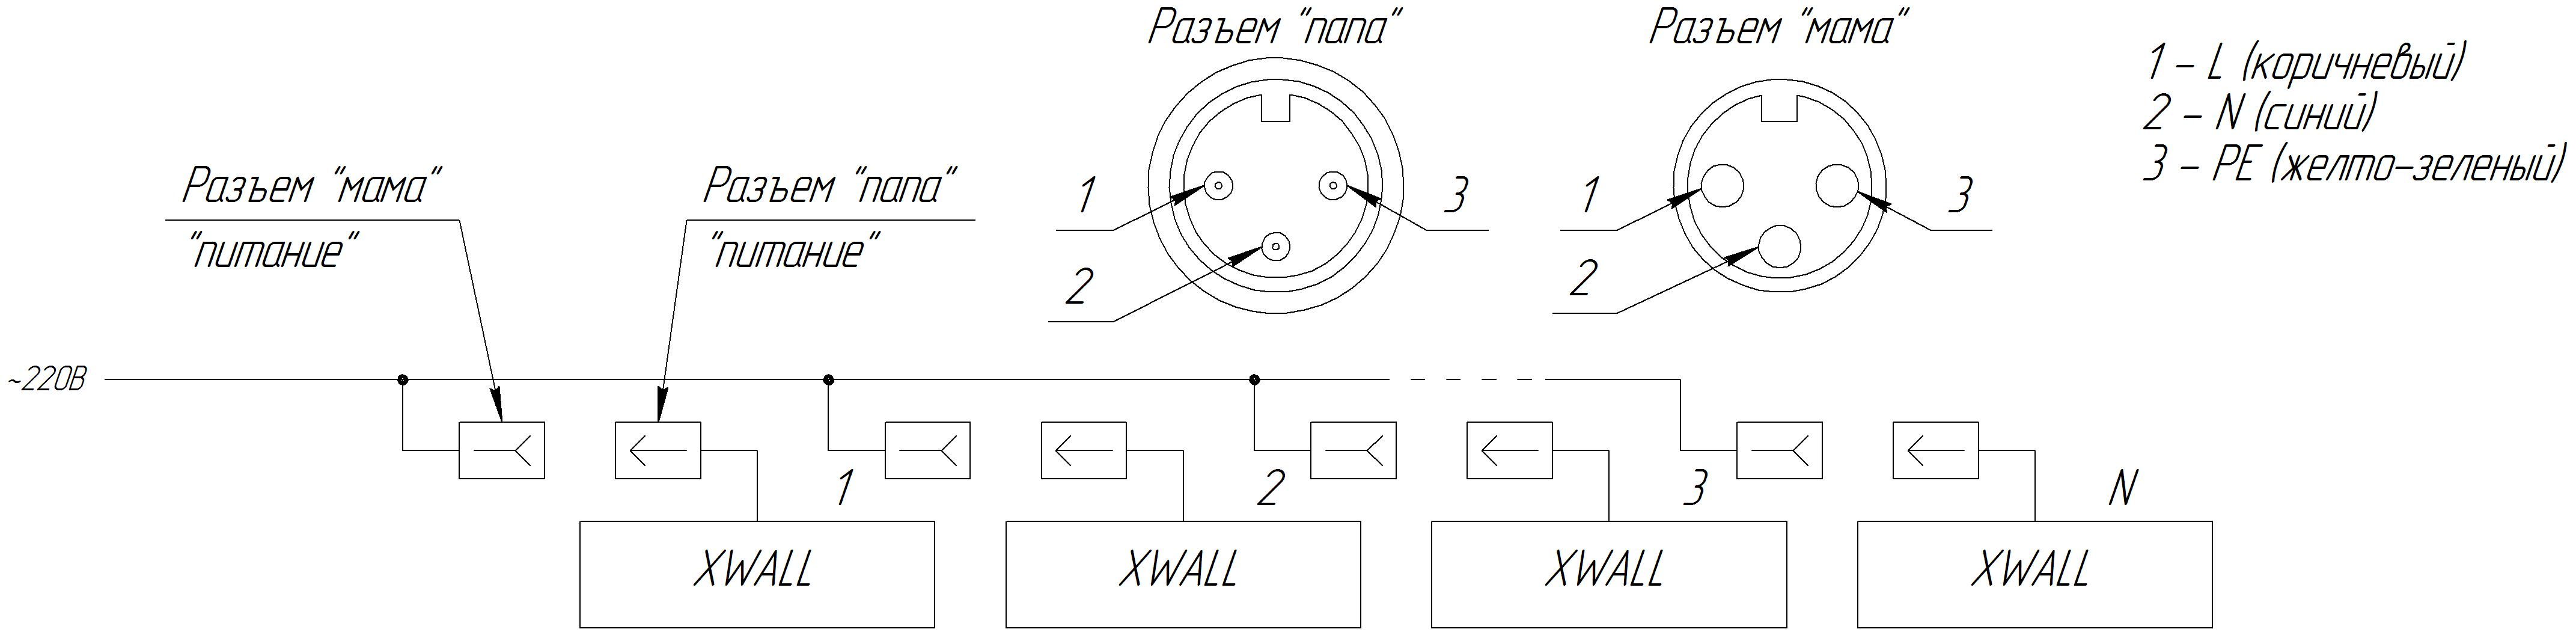 Разъем "папа"
Разъем "мама"
1 – L (коричневый)
2 – N (синий)
3 – PE (желто-зеленый)
Разъем "мама"
"питание"
Разъем "папа"
"питание"
1
3
2
1
3
2
~220В
1
2
3
N
XWALL
XWALL
XWALL
XWALL